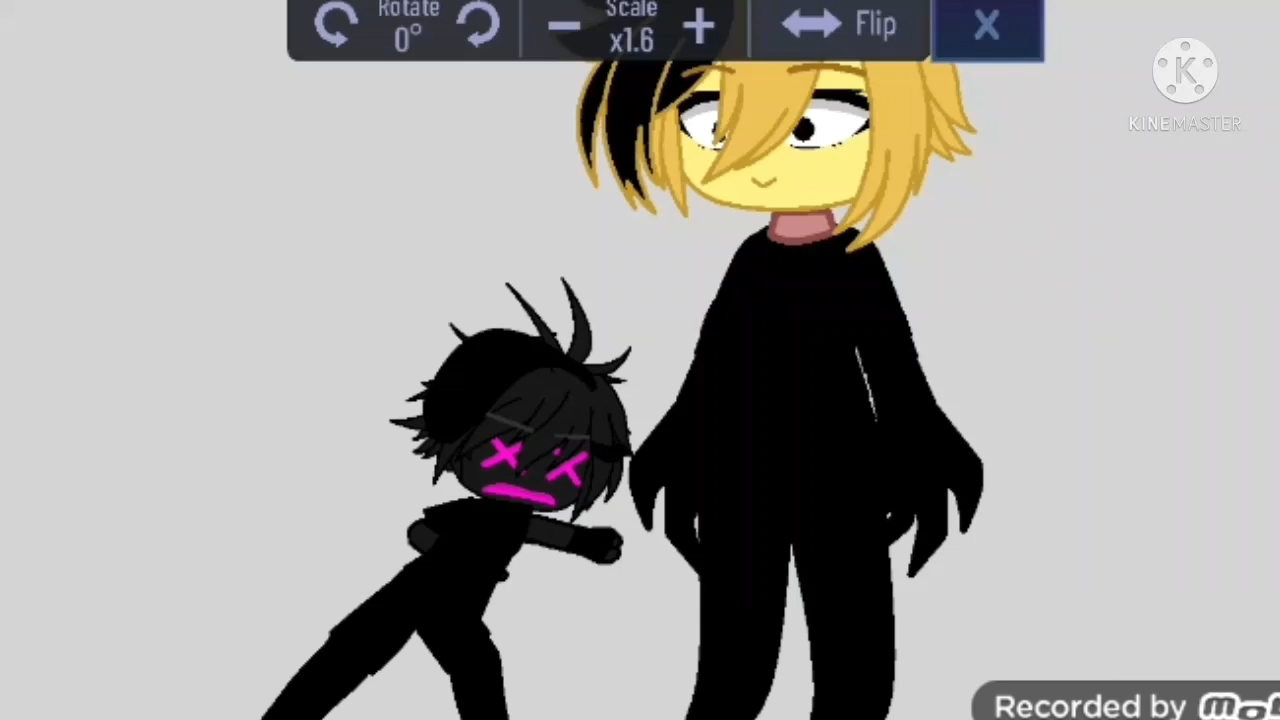 Rotate
0°
Scale
x1.6
Flip
X
K
KINEMASTER
Recorded by